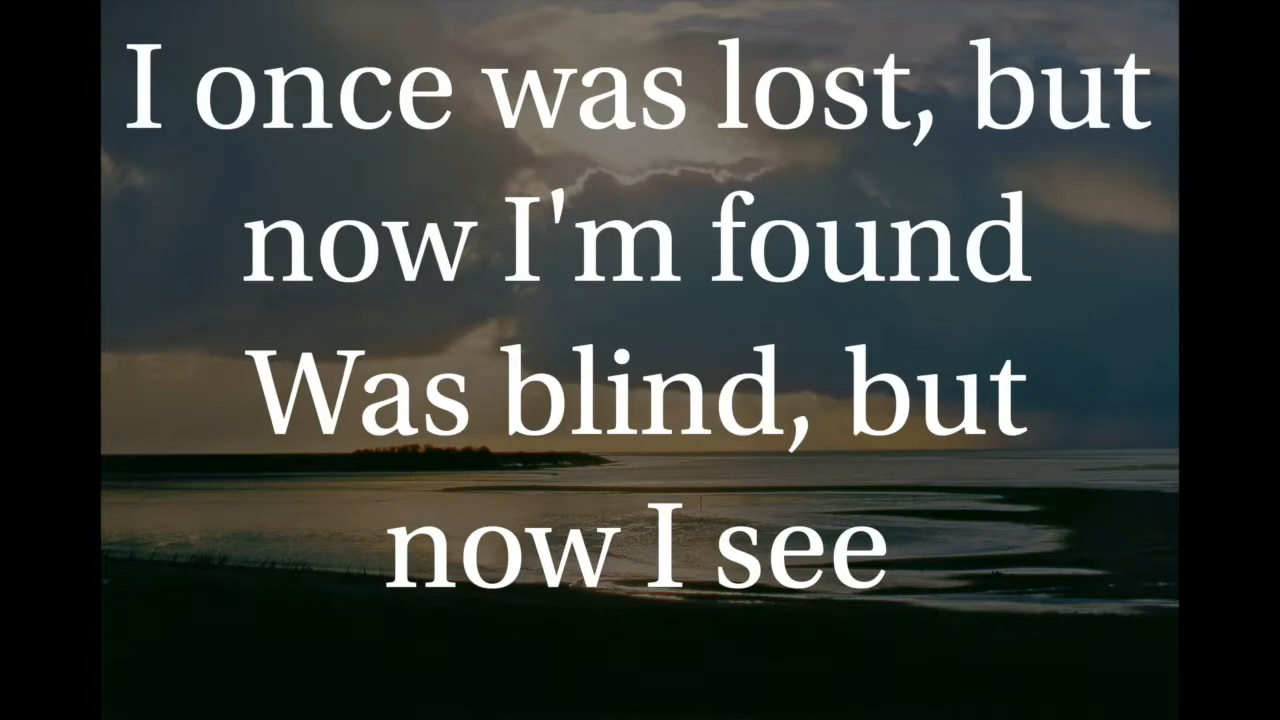 I once was lost, but
now I'm found
Was blind, but
now I see